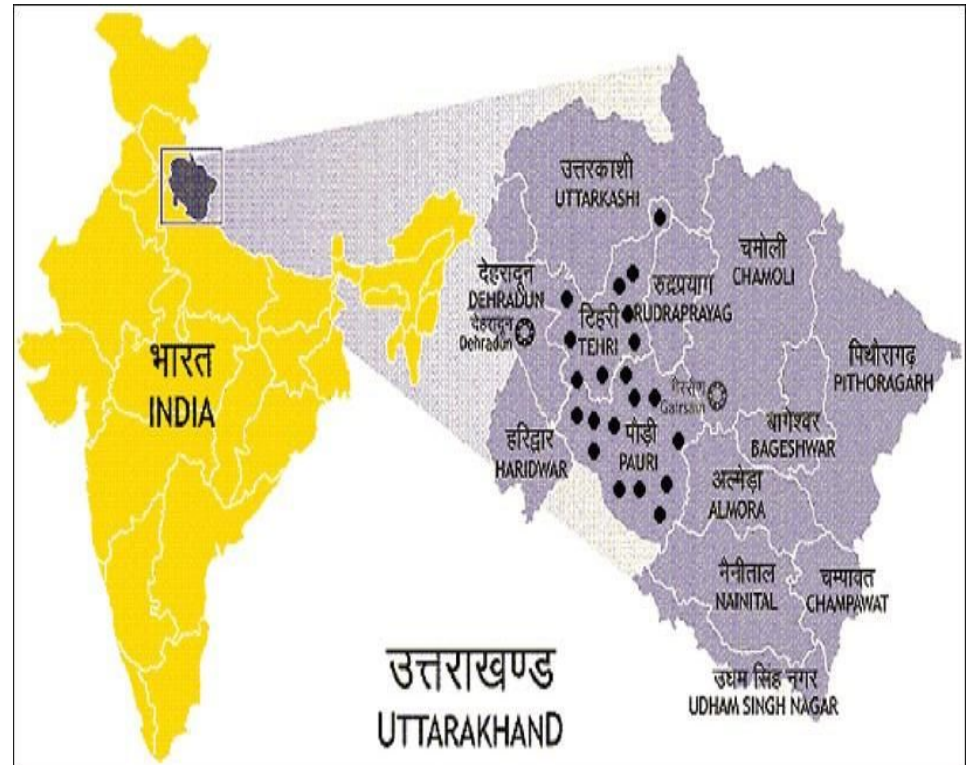 भारत
INDIA
उत्तरकाशी
UTTARKASHI
चमोली
CHAMOLI
देहरादून
DEHRADUN
देहरादून
Dehradun
रुद्रप्रयाग
RUDRAPRAYAG
टिहरी
TEHRI
पिथौरागढ़
PITHORAGARH
गैरसैण
Gairsain
हरिद्वार
HARIDWAR
पौड़ी
PAURI
बागेश्वर
BAGESHWAR
अल्मोड़ा
ALMORA
नैनीताल
NAINITAL
चम्पावत
CHAMPAWAT
उधम सिंह नगर
UDHAM SINGH NAGAR
उत्तराखण्ड
UTTARAKHAND